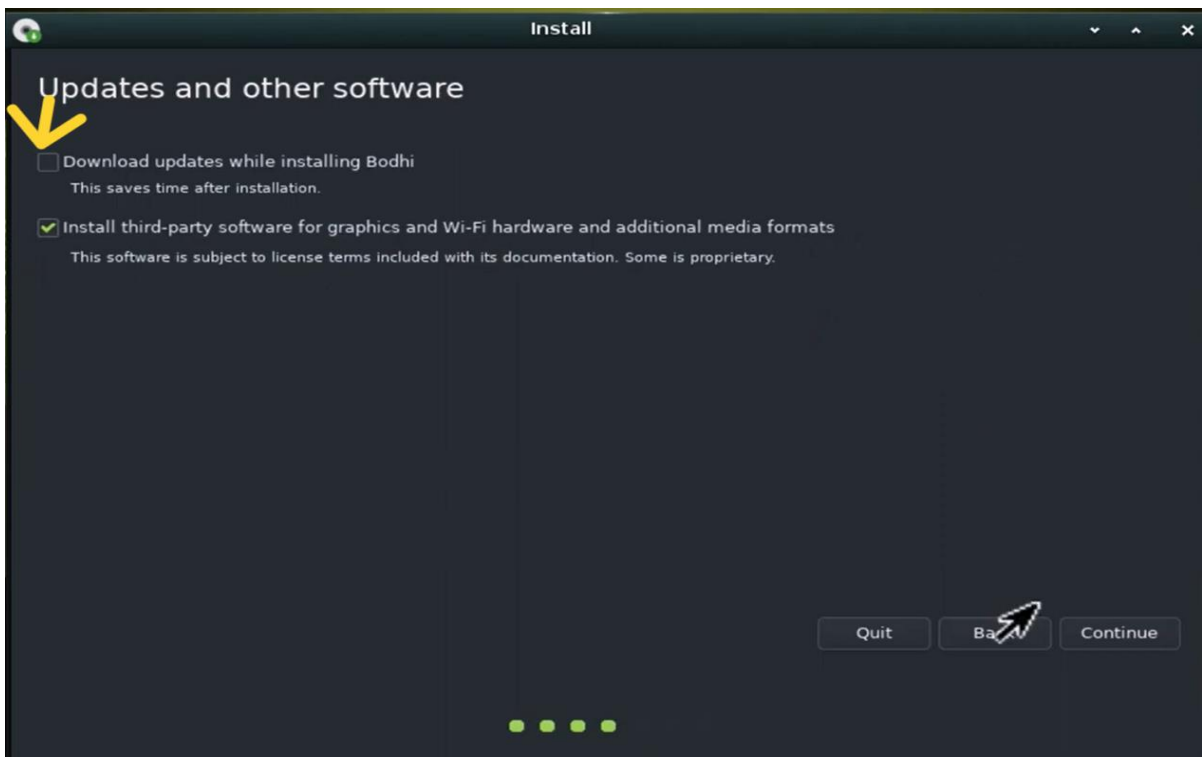 Install
Updates and other software
Download updates while installing Bodhi
This saves time after installation.
Install third-party software for graphics and Wi-Fi hardware and additional media formats
This software is subject to license terms included with its documentation. Some is proprietary.
Quit
Continue